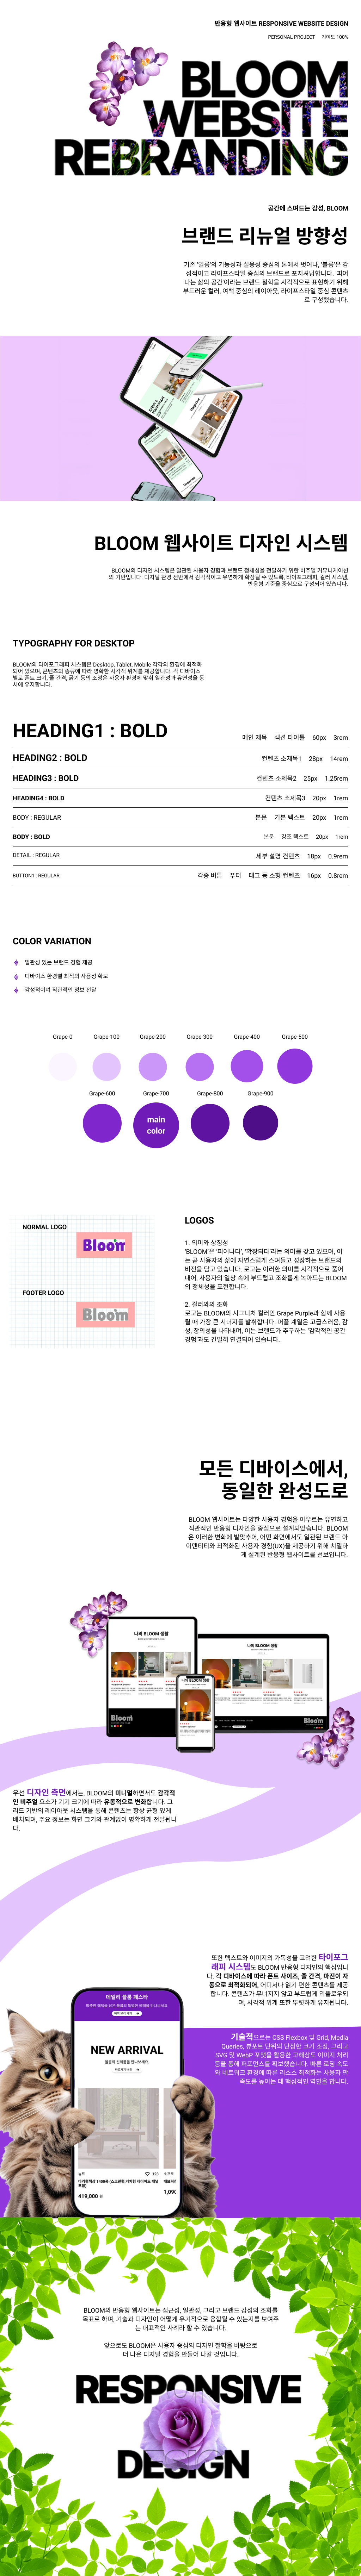 반응형 웹사이트 RESPONSIVE WEBSITE DESIGN
PERSONAL PROJECT 기여도 100%
BLOOM
WEBSITE
REBRANDING
공간에 스며드는 감성, BLOOM
브랜드 리뉴얼 방향성
기존 '일룸'의 기능성과 실용성 중심의 톤에서 벗어나, '블룸'은 감
성적이고 라이프스타일 중심의 브랜드로 포지셔닝합니다. '피어
나는 삶의 공간'이라는 브랜드 철학을 시각적으로 표현하기 위해
부드러운 컬러, 여백 중심의 레이아웃, 라이프스타일 중심 콘텐츠
로 구성했습니다.
BLOOM 웹사이트 디자인 시스템
BLOOM의 디자인 시스템은 일관된 사용자 경험과 브랜드 정체성을 전달하기 위한 비주얼 커뮤니케이션
의 기반입니다. 디지털 환경 전반에서 감각적이고 유연하게 확장될 수 있도록, 타이포그래피, 컬러 시스템,
반응형 기준을 중심으로 구성되어 있습니다.
TYPOGRAPHY FOR DESKTOP
BLOOM의 타이포그래피 시스템은 Desktop, Tablet, Mobile 각각의 환경에 최적화
되어 있으며, 콘텐츠의 종류에 따라 명확한 시각적 위계를 제공합니다. 각 디바이스
별로 폰트 크기, 줄 간격, 굵기 등의 조정은 사용자 환경에 맞춰 일관성과 유연성을 동
시에 유지합니다.
HEADING1 : BOLD 메인 제목 섹션 타이틀 60px 3rem
HEADING2 : BOLD 컨텐츠 소제목1 28px 14rem
HEADING3 : BOLD 컨텐츠 소제목2 25px 1.25rem
HEADING4 : BOLD 컨텐츠 소제목3 20px 1rem
BODY : REGULAR 본문 기본 텍스트 20px 1rem
BODY : BOLD 본문 강조 텍스트 20px 1rem
DETAIL : REGULAR 세부 설명 컨텐츠 18px 0.9rem
BUTTON1 : REGULAR 각종 버튼 푸터 태그 등 소형 컨텐츠 16px 0.8rem
COLOR VARIATION
일관성 있는 브랜드 경험 제공
디바이스 환경별 최적의 사용성 확보
감성적이며 직관적인 정보 전달
Grape-0 Grape-100 Grape-200 Grape-300 Grape-400 Grape-500
Grape-600 Grape-700 Grape-800 Grape-900
main
color
NORMAL LOGO
Bloom
FOOTER LOGO
Bloom
LOGOS
1. 의미와 상징성
'BLOOM'은 '피어나다', '확장되다'라는 의미를 갖고 있으며, 이
는 곧 사용자의 삶에 자연스럽게 스며들고 성장하는 브랜드의
비전을 담고 있습니다. 로고는 이러한 의미를 시각적으로 풀어
내어, 사용자의 일상 속에 부드럽고 조화롭게 녹아드는 BLOOM
의 정체성을 표현합니다.
2. 컬러와의 조화
로고는 BLOOM의 시그니처 컬러인 Grape Purple과 함께 사용
될 때 가장 큰 시너지를 발휘합니다. 퍼플 계열은 고급스러움, 감
성, 창의성을 나타내며, 이는 브랜드가 추구하는 '감각적인 공간
경험'과도 긴밀히 연결되어 있습니다.
모든 디바이스에서,
동일한 완성도로
BLOOM 웹사이트는 다양한 사용자 경험을 아우르는 유연하고
직관적인 반응형 디자인을 중심으로 설계되었습니다. BLOOM
은 이러한 변화에 발맞추어, 어떤 화면에서도 일관된 브랜드 아
이덴티티와 최적화된 사용자 경험(UX)을 제공하기 위해 치밀하
게 설계된 반응형 웹사이트를 선보입니다.
나의 BLOOM 생활
나의 BLOOM 생활
나의 BLOOM 생활
Bloom
Bloom
Bloom
우선 디자인 측면에서는, BLOOM의 미니멀하면서도 감각적
인 비주얼 요소가 기기 크기에 따라 유동적으로 변화합니다. 그
리드 기반의 레이아웃 시스템을 통해 콘텐츠는 항상 균형 있게
배치되며, 주요 정보는 화면 크기와 관계없이 명확하게 전달됩니
다.
또한 텍스트와 이미지의 가독성을 고려한 타이포그
래피 시스템도 BLOOM 반응형 디자인의 핵심입니
다. 각 디바이스에 따라 폰트 사이즈, 줄 간격, 마진이 자
동으로 최적화되어, 어디서나 읽기 편한 콘텐츠를 제공
합니다. 콘텐츠가 무너지지 않고 부드럽게 리플로우되
며, 시각적 위계 또한 뚜렷하게 유지됩니다.
기술적으로는 CSS Flexbox 및 Grid, Media
Queries, 뷰포트 단위의 단정한 크기 조정, 그리고
SVG 및 WebP 포맷을 활용한 고해상도 이미지 처리
등을 통해 퍼포먼스를 확보했습니다. 빠른 로딩 속도
와 네트워크 환경에 따른 리소스 최적화는 사용자 만
족도를 높이는 데 핵심적인 역할을 합니다.
데일리 블룸 페스타
NEW ARRIVAL
블룸의 신제품을 만나보세요.
뉴트
419,000
1,090
BLOOM의 반응형 웹사이트는 접근성, 일관성, 그리고 브랜드 감성의 조화를
목표로 하며, 기술과 디자인이 어떻게 유기적으로 융합될 수 있는지를 보여주
는 대표적인 사례라 할 수 있습니다.
앞으로도 BLOOM은 사용자 중심의 디자인 철학을 바탕으로
더 나은 디지털 경험을 만들어 나갈 것입니다.
RESPONSIVE
DESIGN